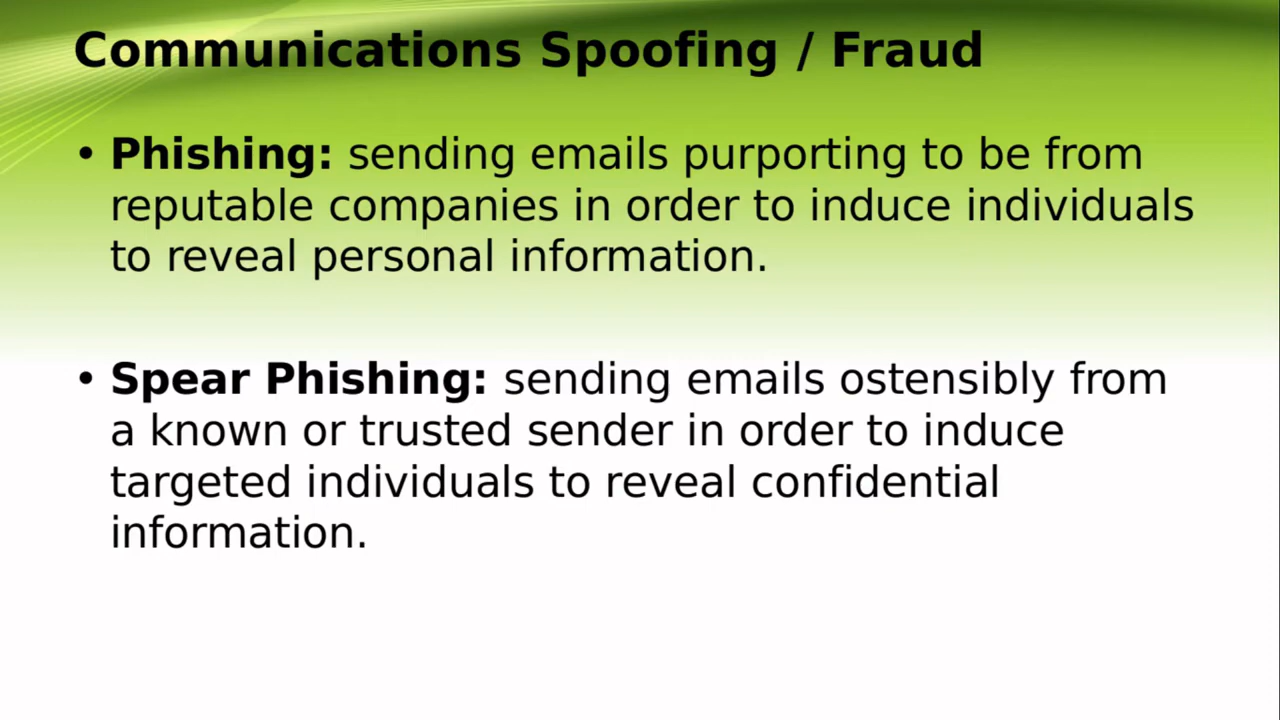 Communications Spoofing / Fraud
• Phishing: sending emails purporting to be from
reputable companies in order to induce individuals
to reveal personal information.
• Spear Phishing: sending emails ostensibly from
a known or trusted sender in order to induce
targeted individuals to reveal confidential
information.